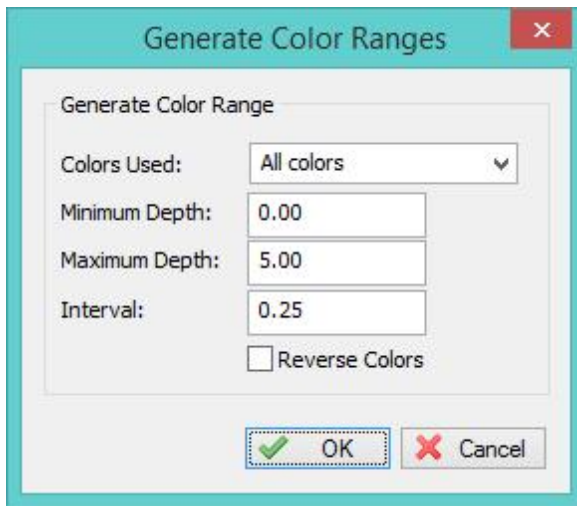 Generate Color Ranges
Generate Color Range
Colors Used: All colors
Minimum Depth: 0.00
Maximum Depth: 5.00
Interval: 0.25
Reverse Colors
OK Cancel